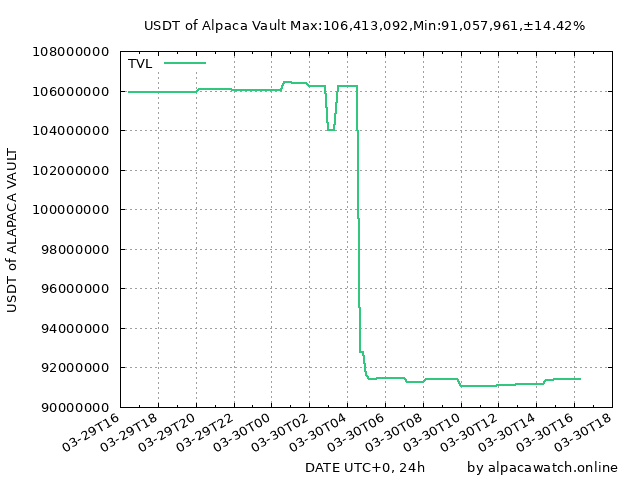 USDT of Alpaca Vault Max:106,413,092,Min:91,057,961,±14.42%
TVL
108000000
106000000
104000000
102000000
100000000
98000000
96000000
94000000
92000000
90000000
USDT of ALAPACA VAULT
03-29T16
03-29T18
03-29T20
03-29T22
03-30T00
03-30T02
03-30T04
03-30T06
03-30T08
03-30T10
03-30T12
03-30T14
03-30T16
03-30T18
DATE UTC+0, 24h
by alpacawatch.online